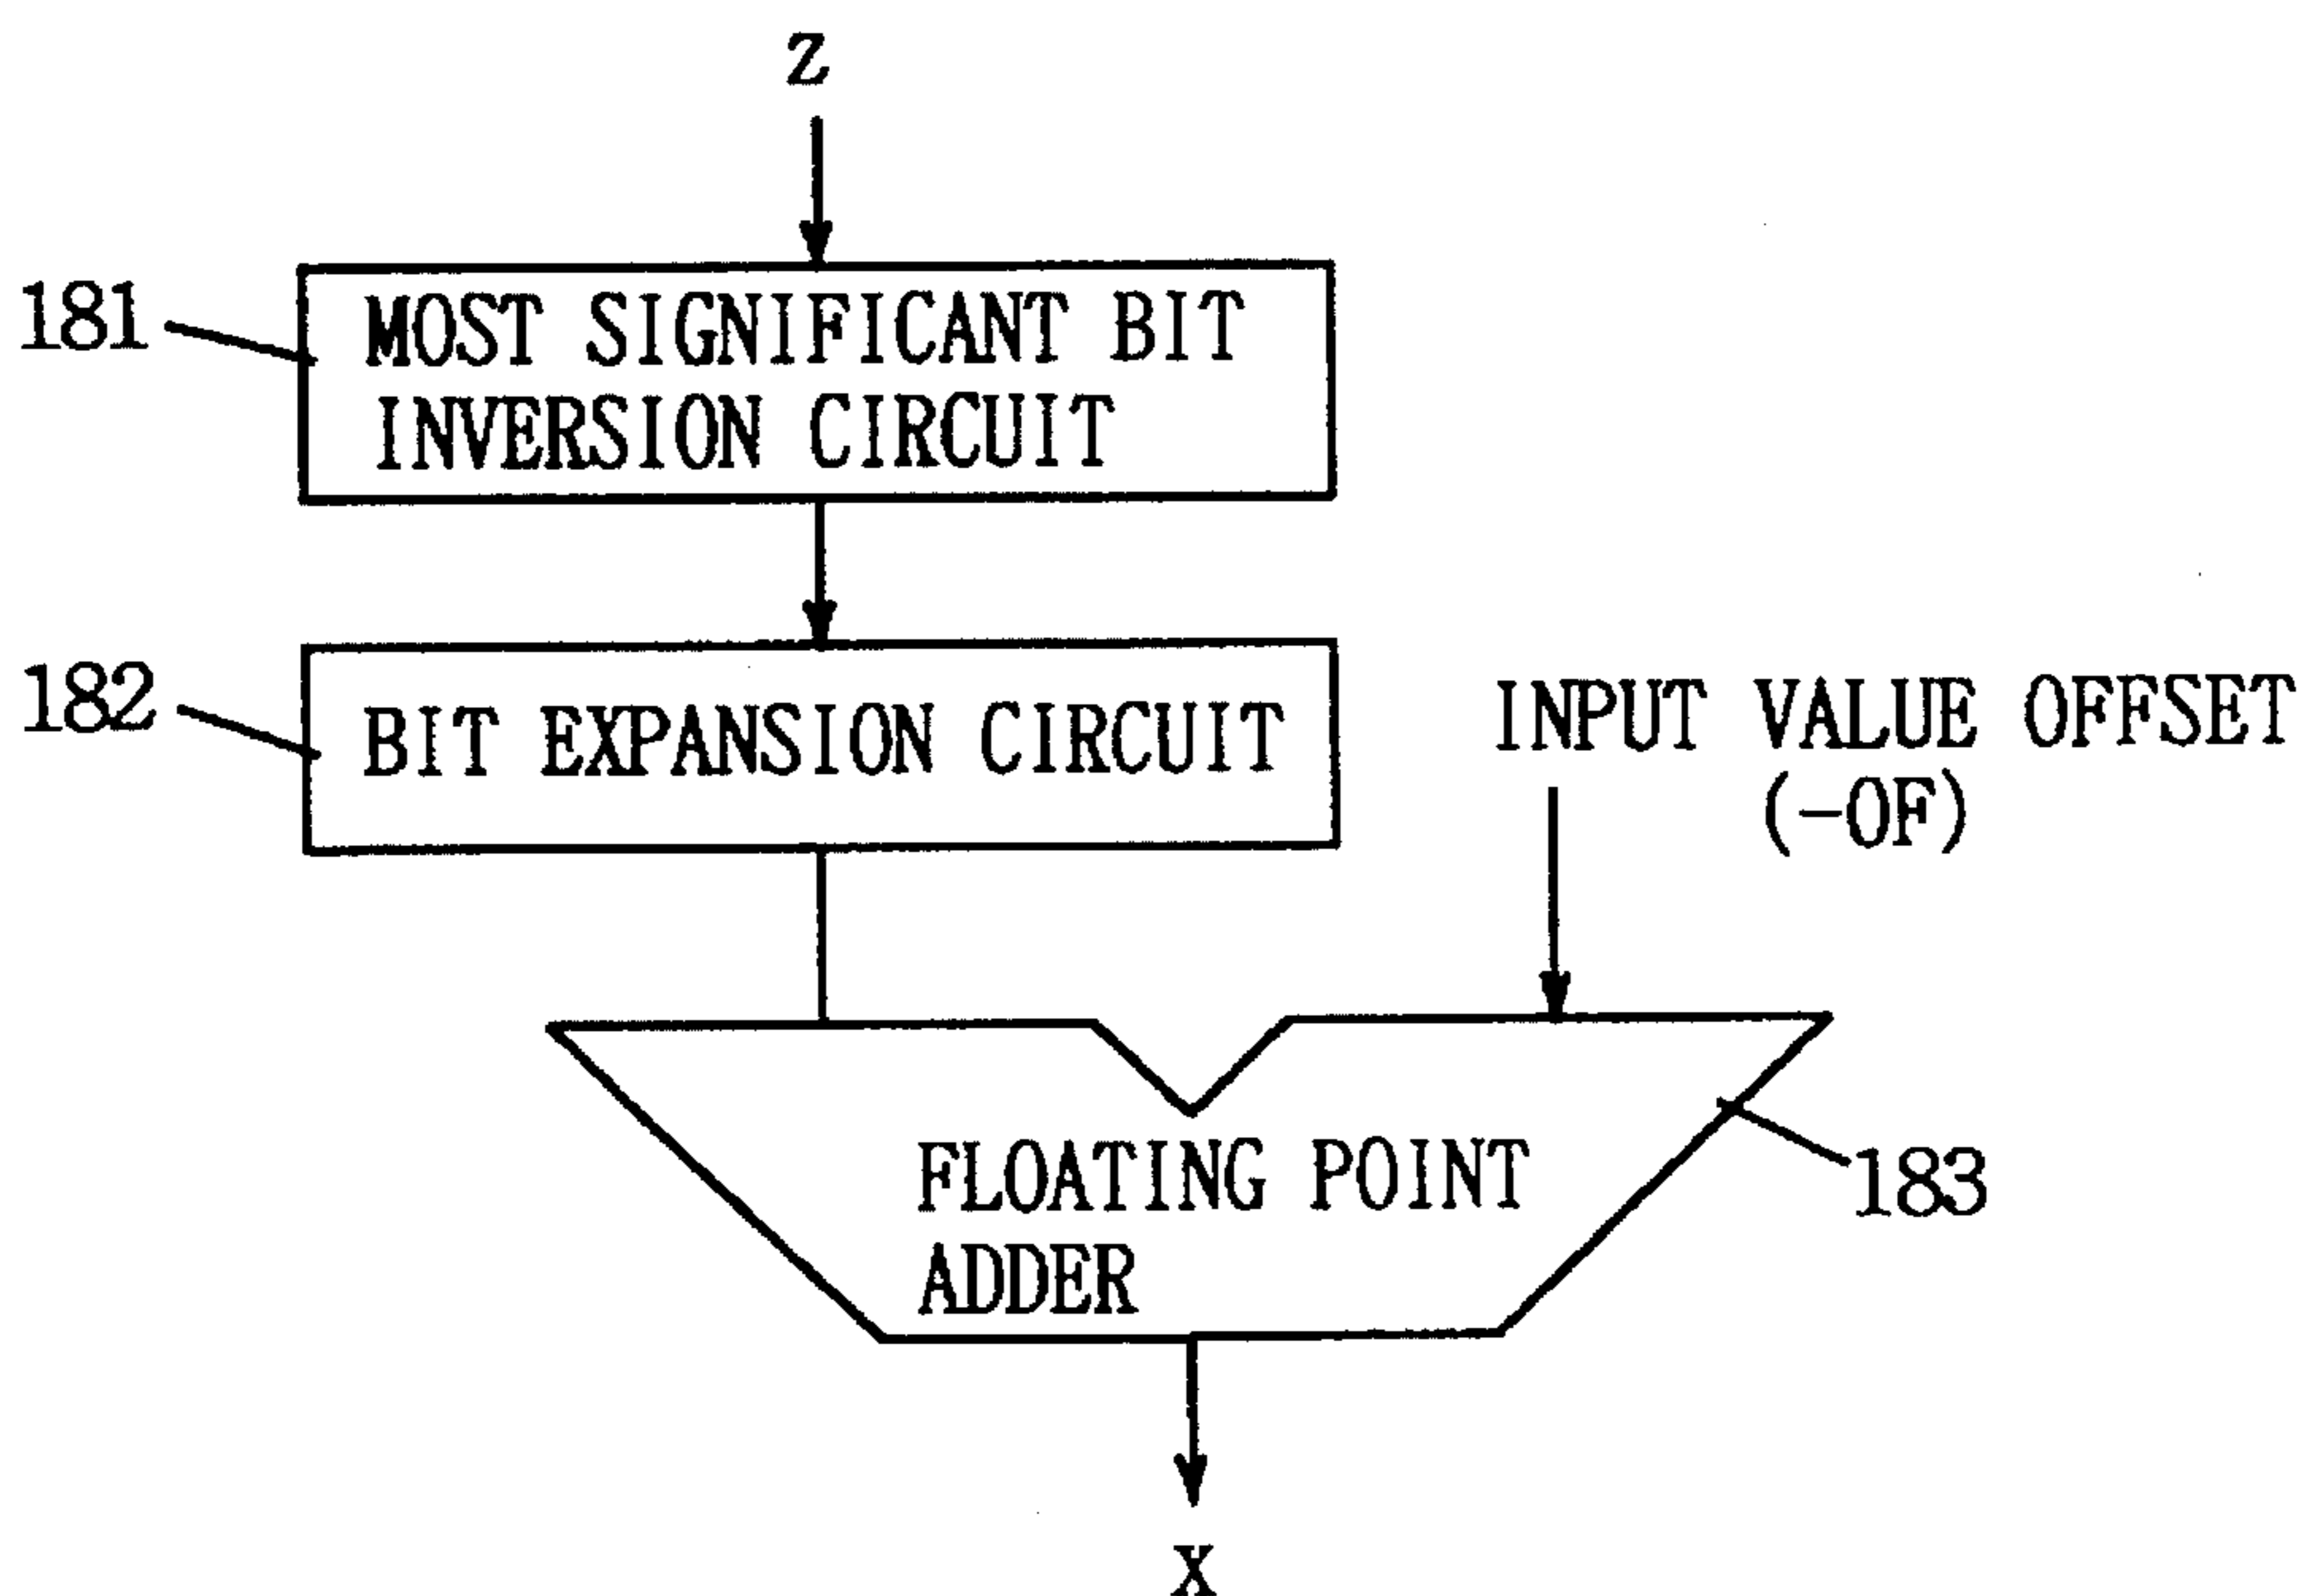 Z
181
MOST SIGNIFICANT BIT
INVERSION CIRCUIT
182
BIT EXPANSION CIRCUIT
INPUT VALUE OFFSET
(-OF)
FLOATING POINT
ADDER
183
X